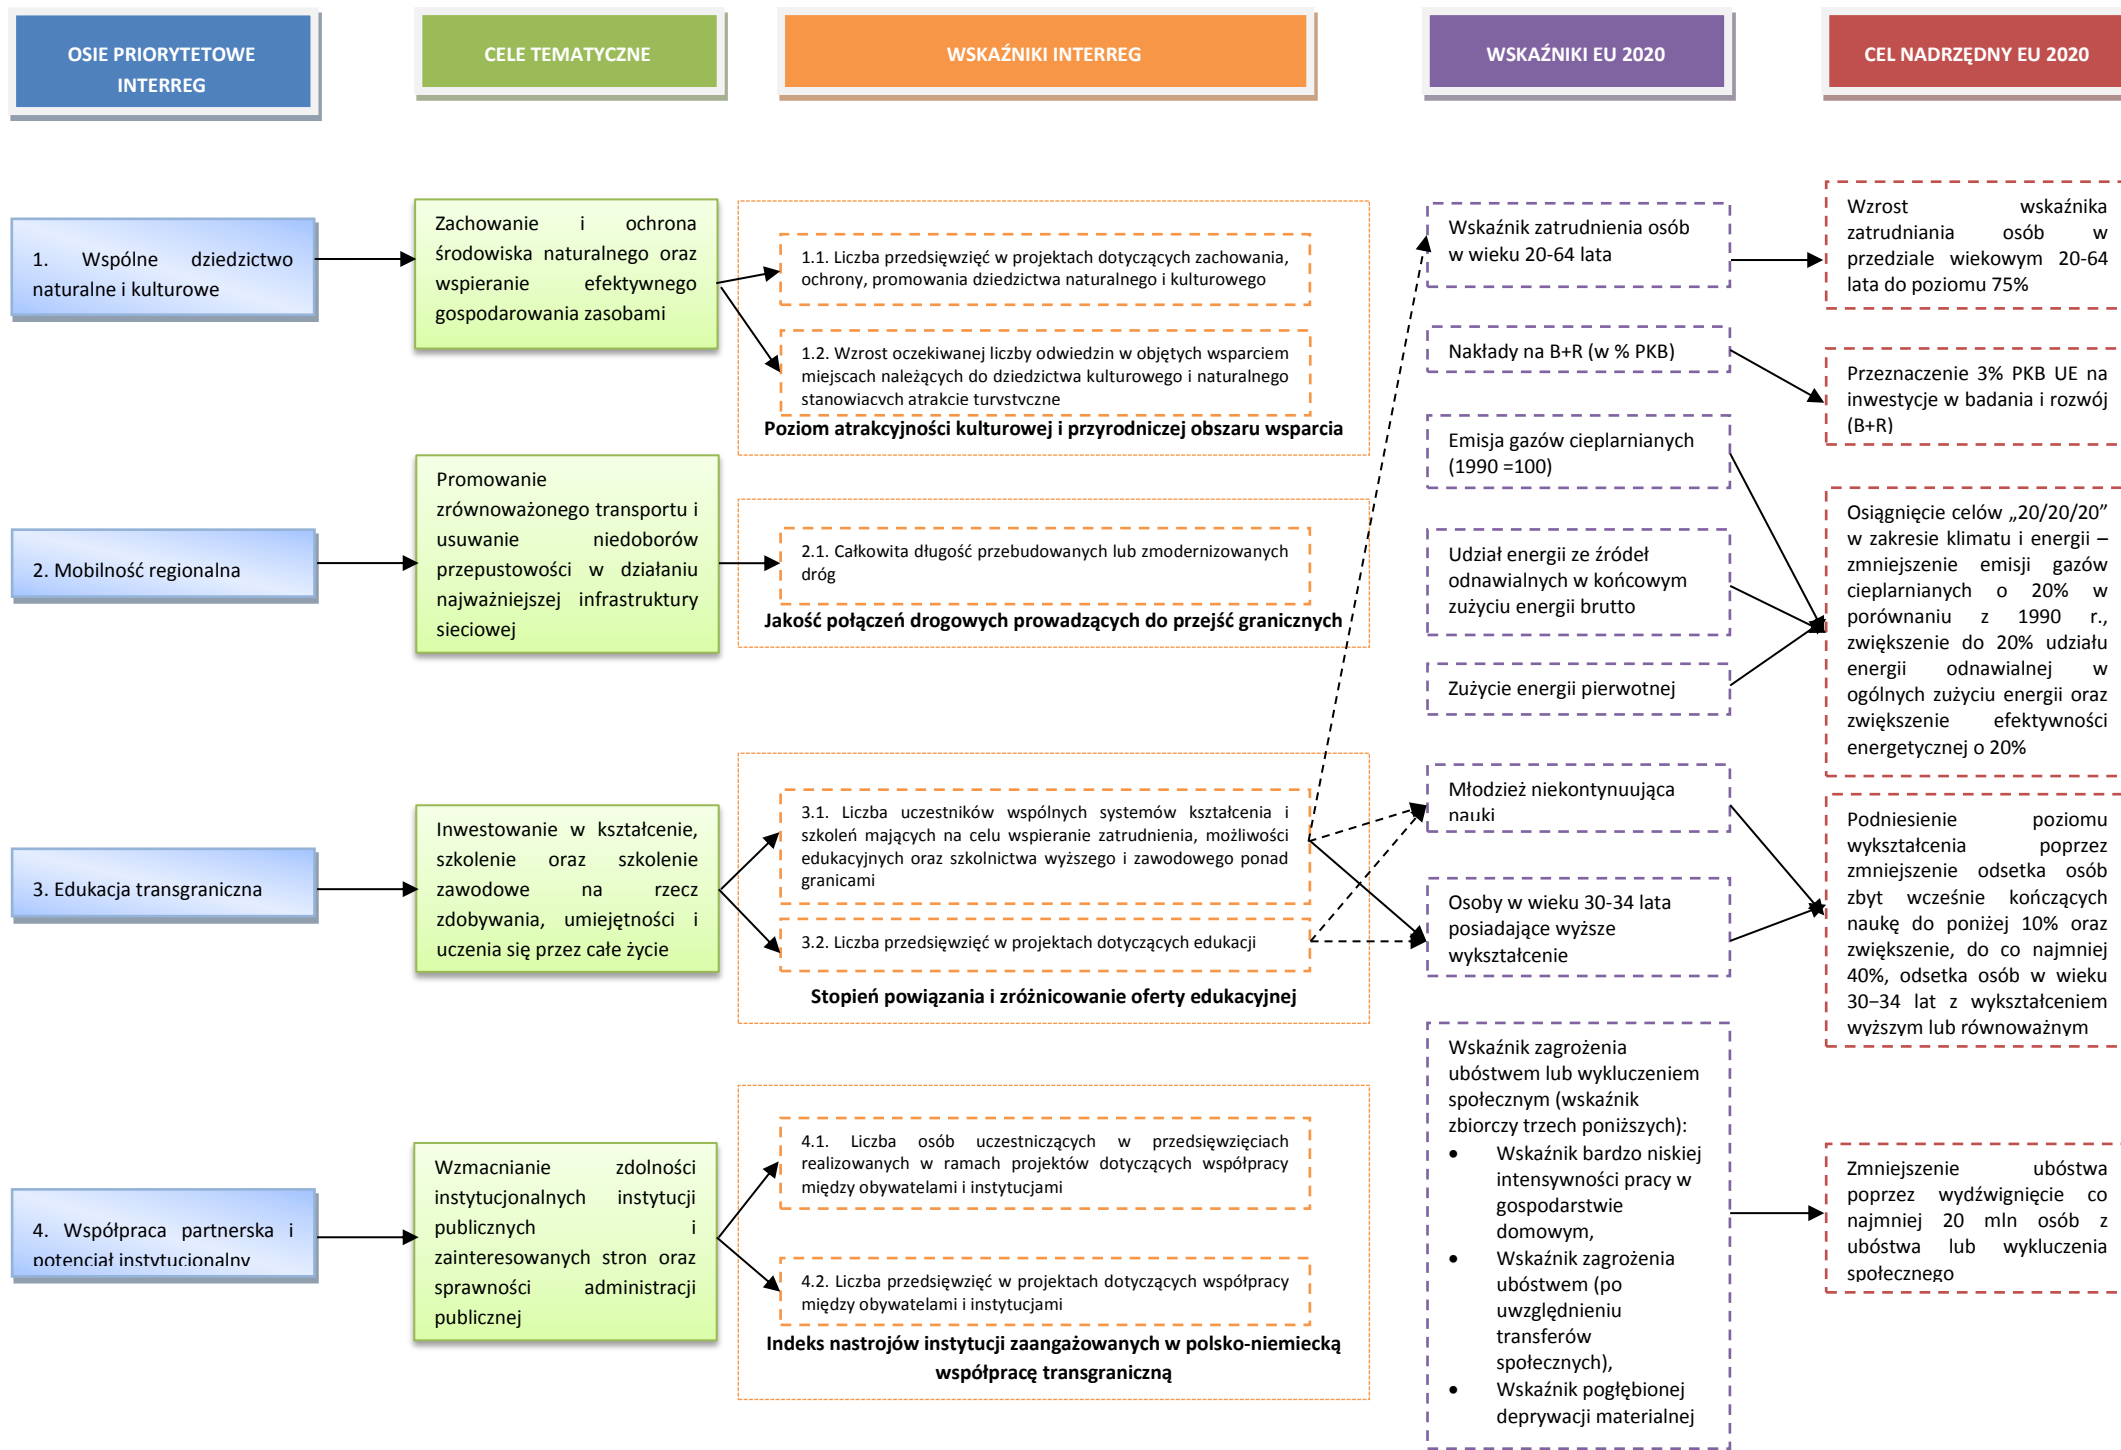 OSIE PRIORYTETOWE
INTERREG
CELE TEMATYCZNE
WSKAŹNIKI INTERREG
WSKAŹNIKI EU 2020
CEL NADRZĘDNY EU 2020
1. Wspólne dziedzictwo
naturalne i kulturowe
Zachowanie i ochrona
środowiska naturalnego oraz
wspieranie efektywnego
gospodarowania zasobami
1.1. Liczba przedsięwzięć w projektach dotyczących zachowania,
ochrony, promowania dziedzictwa naturalnego i kulturowego
1.2. Wzrost oczekiwanej liczby odwiedzin w objętych wsparciem
miejscach należących do dziedzictwa kulturowego i naturalnego
stanowiących atrakcje turystyczne
Poziom atrakcyjności kulturowej i przyrodniczej obszaru wsparcia
2. Mobilność regionalna
Promowanie
zrównoważonego transportu i
usuwanie niedoborów
przepustowości w działaniu
najważniejszej infrastruktury
sieciowej
2.1. Całkowita długość przebudowanych lub zmodernizowanych
dróg
Jakość połączeń drogowych prowadzących do przejść granicznych
3. Edukacja transgraniczna
Inwestowanie w kształcenie,
szkolenie oraz szkolenie
zawodowe na rzecz
zdobywania, umiejętności i
uczenia się przez całe życie
3.1. Liczba uczestników wspólnych systemów kształcenia i
szkoleń mających na celu wspieranie zatrudnienia, możliwości
edukacyjnych oraz szkolnictwa wyższego i zawodowego ponad
granicami
3.2. Liczba przedsięwzięć w projektach dotyczących edukacji
Stopień powiązania i zróżnicowanie oferty edukacyjnej
4. Współpraca partnerska i
potencjał instytucjonalny
Wzmacnianie zdolności
instytucjonalnych instytucji
publicznych i
zainteresowanych stron oraz
sprawności administracji
publicznej
4.1. Liczba osób uczestniczących w przedsięwzięciach
realizowanych w ramach projektów dotyczących współpracy
między obywatelami i instytucjami
4.2. Liczba przedsięwzięć w projektach dotyczących współpracy
między obywatelami i instytucjami
Indeks nastrojów instytucji zaangażowanych w polsko-niemiecką
współpracę transgraniczną
Wskaźnik zatrudnienia osób
w wieku 20-64 lata
Nakłady na B+R (w % PKB)
Emisja gazów cieplarnianych
(1990 =100)
Udział energii ze źródeł
odnawialnych w końcowym
zużyciu energii brutto
Zużycie energii pierwotnej
Młodzież niekontynuująca
nauki
Osoby w wieku 30-34 lata
posiadające wyższe
wykształcenie
Wskaźnik zagrożenia
ubóstwem lub wykluczeniem
społecznym (wskaźnik
zbiorczy trzech poniższych):
• Wskaźnik bardzo niskiej
intensywności pracy w
gospodarstwie
domowym,
• Wskaźnik zagrożenia
ubóstwem (po
uwzględnieniu
transferów
społecznych),
• Wskaźnik pogłębionej
deprywacji materialnej
Wzrost wskaźnika
zatrudniania osób w
przedziale wiekowym 20-64
lata do poziomu 75%
Przeznaczenie 3% PKB UE na
inwestycje w badania i rozwój
(B+R)
Osiągnięcie celów „20/20/20”
w zakresie klimatu i energii –
zmniejszenie emisji gazów
cieplarnianych o 20% w
porównaniu z 1990 r.,
zwiększenie do 20% udziału
energii odnawialnej w
ogólnych zużyciu energii oraz
zwiększenie efektywności
energetycznej o 20%
Podniesienie poziomu
wykształcenia poprzez
zmniejszenie odsetka osób
zbyt wcześnie kończących
naukę do poniżej 10% oraz
zwiększenie, do co najmniej
40%, odsetka osób w wieku
30–34 lat z wykształceniem
wyższym lub równoważnym
Zmniejszenie ubóstwa
poprzez wydźwignięcie co
najmniej 20 mln osób z
ubóstwa lub wykluczenia
społecznego